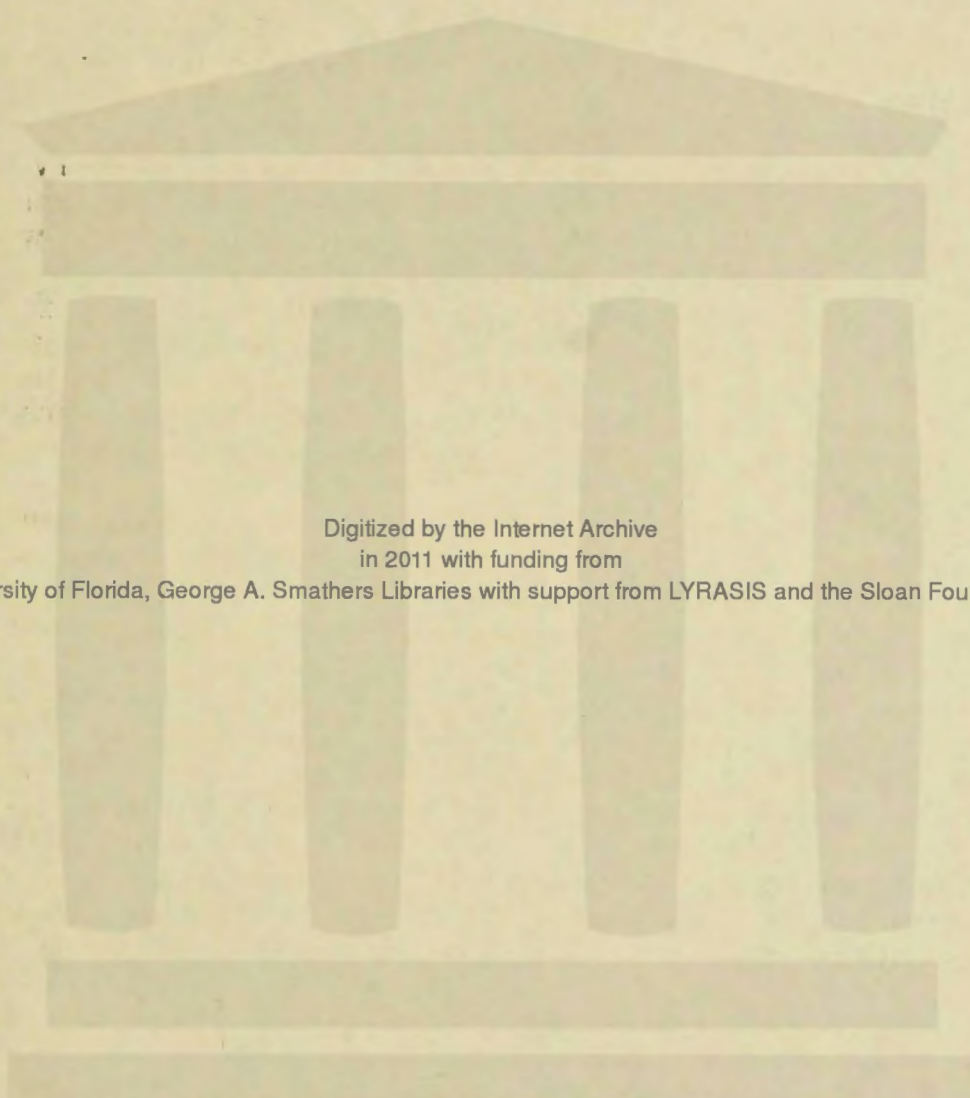 Digitized by the Internet Archive
in 2011 with funding from
rsity of Florida, George A. Smathers Libraries with support from LYRASIS and the Sloan Fou